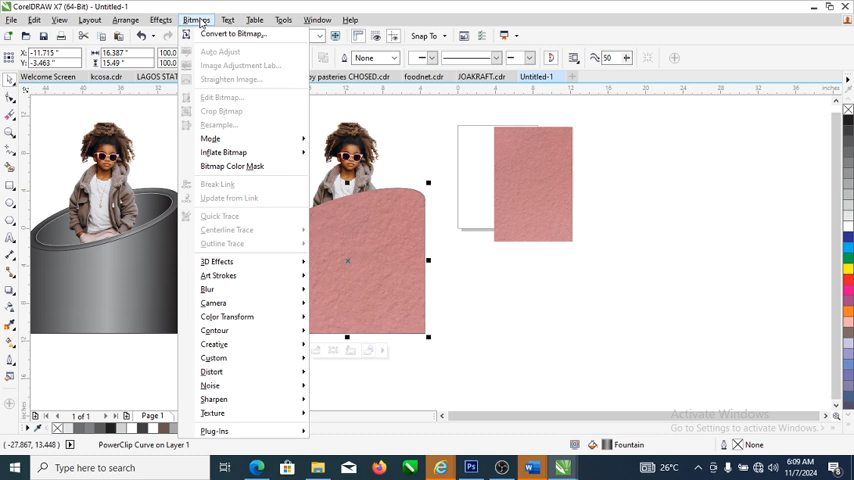 CorelDRAW X7 (64-Bit) - Untitled-1
File Edit View Layout Arrange Effects Bitmaps Text Table Tools Window Help
Snap To
X: -11.715 " 16.387 " 100.0
Y: -3.463 " 15.49 " 100.0
None 50
Welcome Screen kcosa.cdr LAGOS STAT by pasteries CHOSED.cdr foodnet.cdr JOAKRAFT.cdr Untitled-1
inches
Convert to Bitmap...
Auto Adjust
Image Adjustment Lab...
Straighten Image...
Edit Bitmap...
Crop Bitmap
Resample...
Mode
Inflate Bitmap
Bitmap Color Mask
Break Link
Update from Link
Quick Trace
Centerline Trace
Outline Trace
3D Effects
Art Strokes
Blur
Camera
Color Transform
Contour
Creative
Custom
Distort
Noise
Sharpen
Texture
Plug-Ins
1 of 1 Page 1
Activate Windows
Go to Settings to activate Windows.
( -27.867, 13.448 ) PowerClip Curve on Layer 1 Fountain None
Type here to search 26°C 6:09 AM
11/7/2024